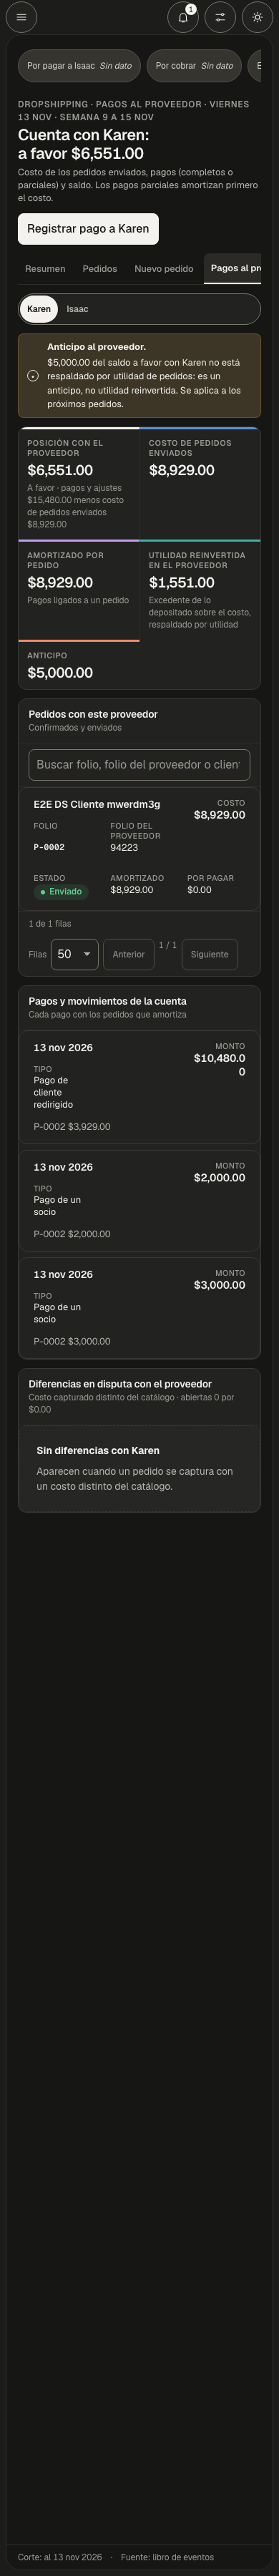 1
Por pagar a Isaac Sin dato
Por cobrar Sin dato
E
DROPSHIPPING · PAGOS AL PROVEEDOR · VIERNES
13 NOV · SEMANA 9 A 15 NOV
Cuenta con Karen:
a favor $6,551.00
Costo de los pedidos enviados, pagos (completos o
parciales) y saldo. Los pagos parciales amortizan primero
el costo.
Registrar pago a Karen
Resumen
Pedidos
Nuevo pedido
Pagos al pro
Karen
Isaac
Anticipo al proveedor.
$5,000.00 del saldo a favor con Karen no está
respaldado por utilidad de pedidos: es un
anticipo, no utilidad reinvertida. Se aplica a los
próximos pedidos.
POSICIÓN CON EL
PROVEEDOR
$6,551.00
A favor · pagos y ajustes
$15,480.00 menos costo
de pedidos enviados
$8,929.00
COSTO DE PEDIDOS
ENVIADOS
$8,929.00
AMORTIZADO POR
PEDIDO
$8,929.00
Pagos ligados a un pedido
UTILIDAD REINVERTIDA
EN EL PROVEEDOR
$1,551.00
Excedente de lo
depositado sobre el costo,
respaldado por utilidad
ANTICIPO
$5,000.00
Pedidos con este proveedor
Confirmados y enviados
Buscar folio, folio del proveedor o client
E2E DS Cliente mwerdm3g
COSTO
$8,929.00
FOLIO
P-0002
FOLIO DEL
PROVEEDOR
94223
ESTADO
Enviado
AMORTIZADO
$8,929.00
POR PAGAR
$0.00
1 de 1 filas
Filas
50
Anterior
1 / 1
Siguiente
Pagos y movimientos de la cuenta
Cada pago con los pedidos que amortiza
13 nov 2026
MONTO
$10,480.0
0
TIPO
Pago de
cliente
redirigido
P-0002 $3,929.00
13 nov 2026
MONTO
$2,000.00
TIPO
Pago de un
socio
P-0002 $2,000.00
13 nov 2026
MONTO
$3,000.00
TIPO
Pago de un
socio
P-0002 $3,000.00
Diferencias en disputa con el proveedor
Costo capturado distinto del catálogo · abiertas 0 por
$0.00
Sin diferencias con Karen
Aparecen cuando un pedido se captura con
un costo distinto del catálogo.
Corte: al 13 nov 2026 · Fuente: libro de eventos